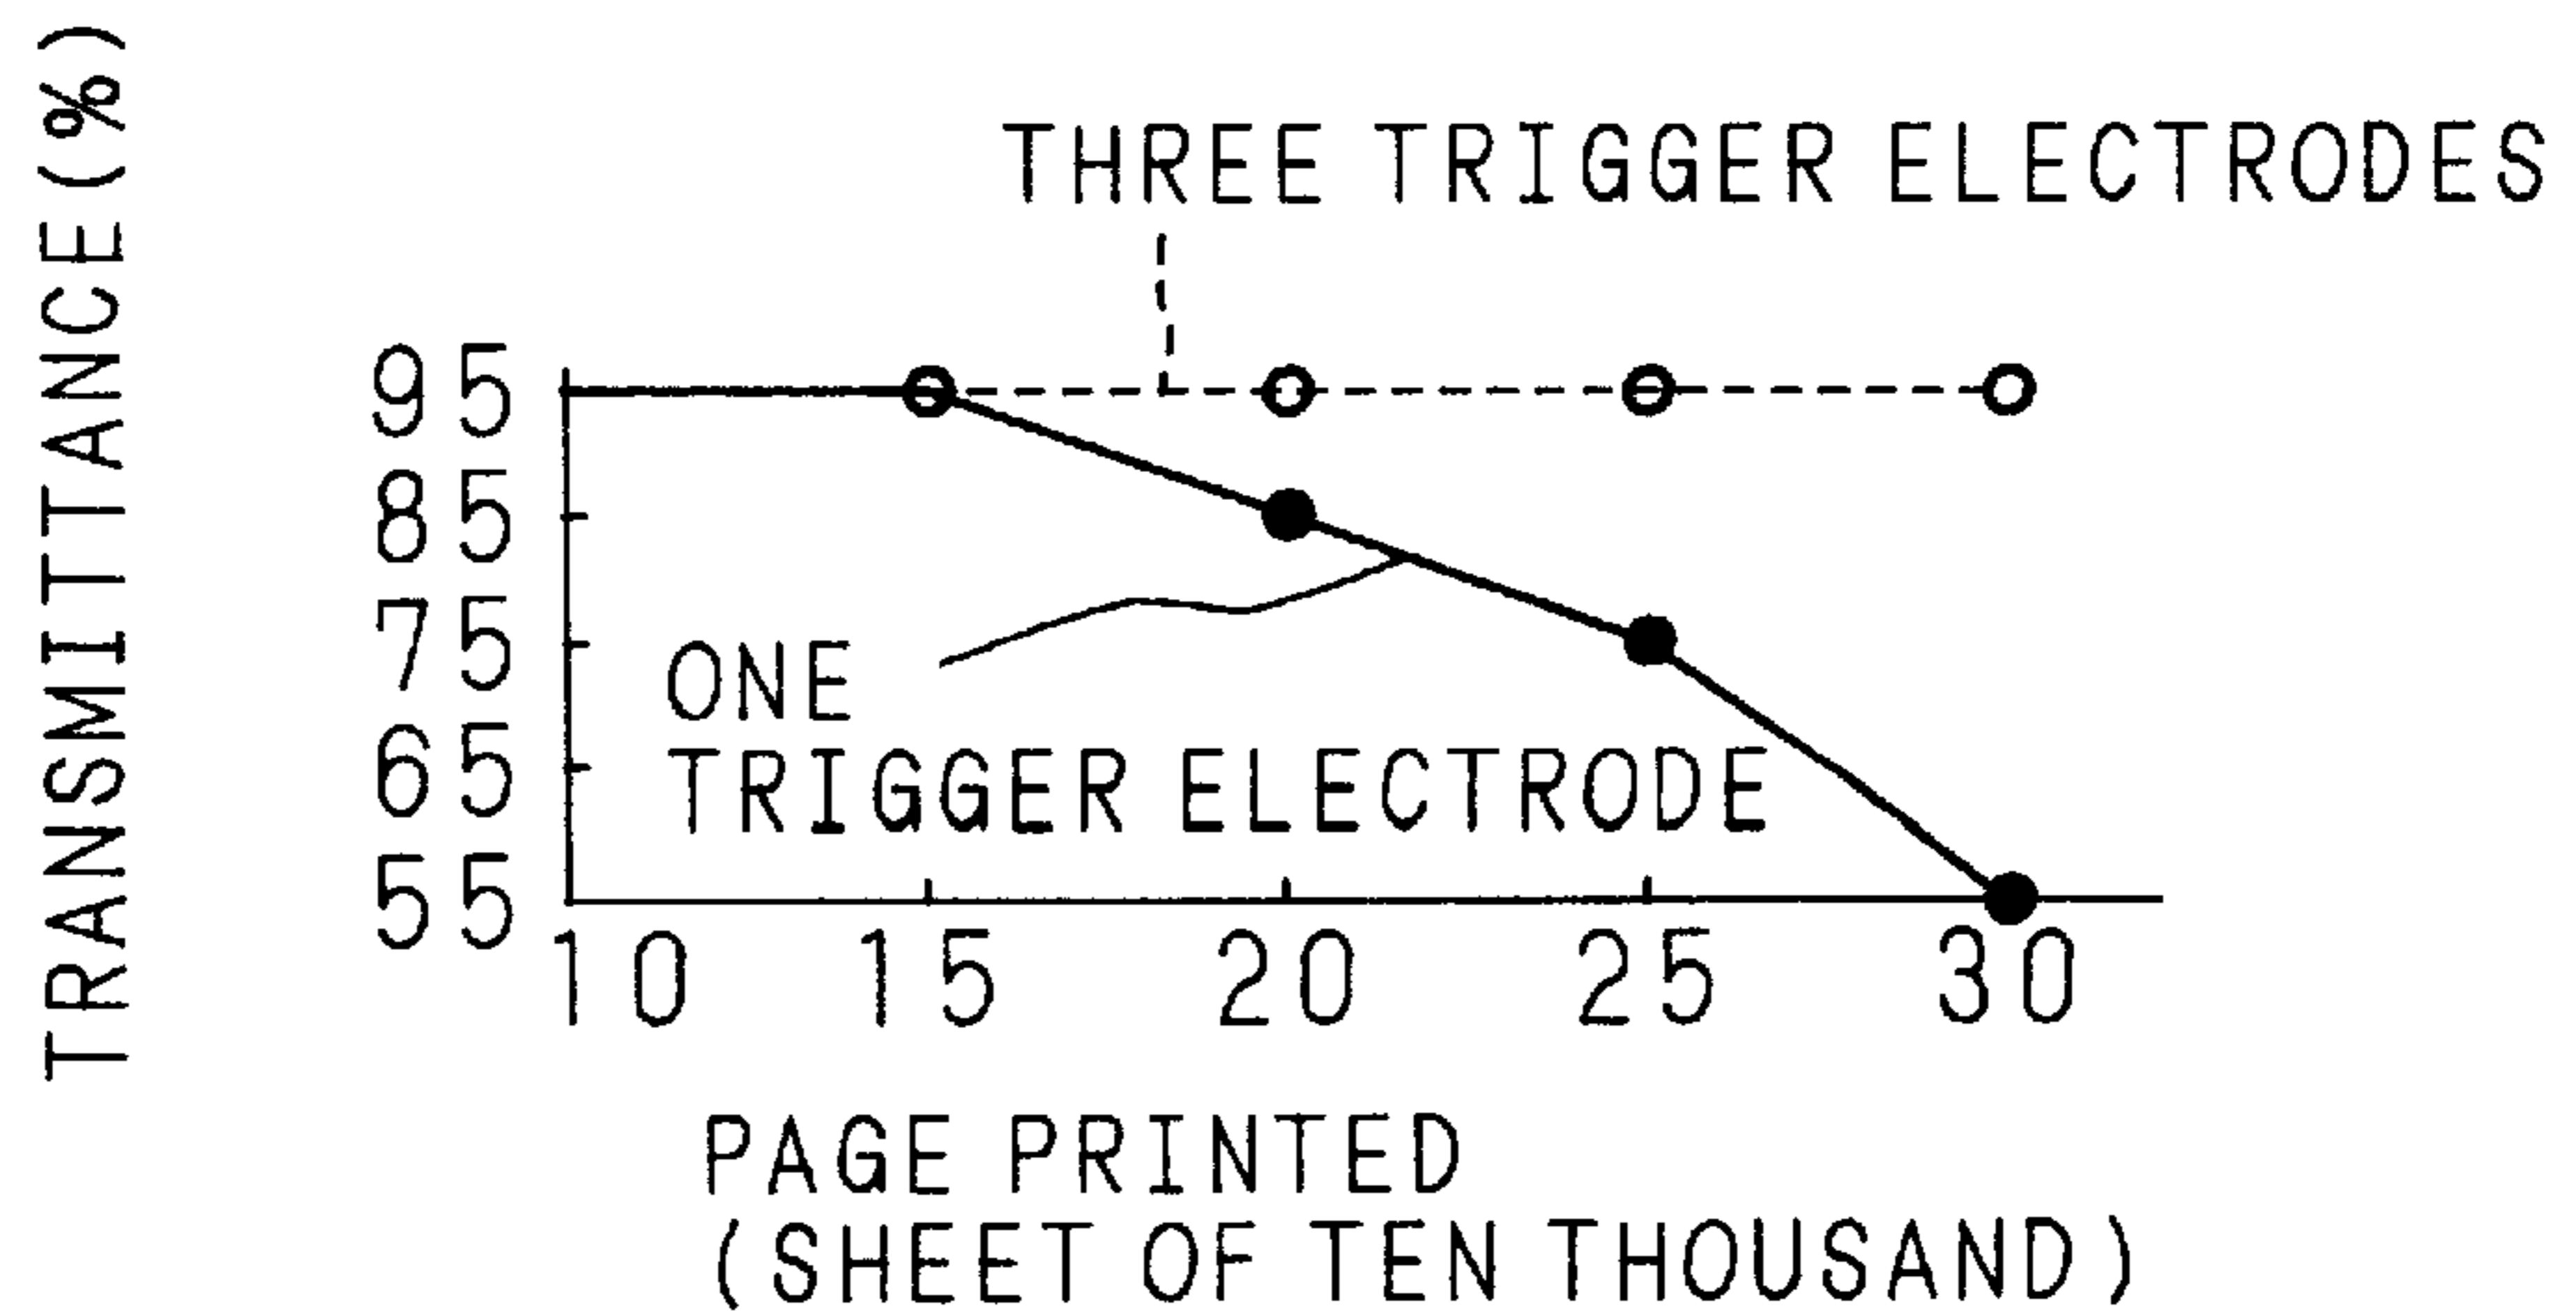 TRANSMITTANCE(%)
THREE TRIGGER ELECTRODES
95
85
75
65
55
ONE
TRIGGER ELECTRODE
10 15 20 25 30
PAGE PRINTED
(SHEET OF TEN THOUSAND)